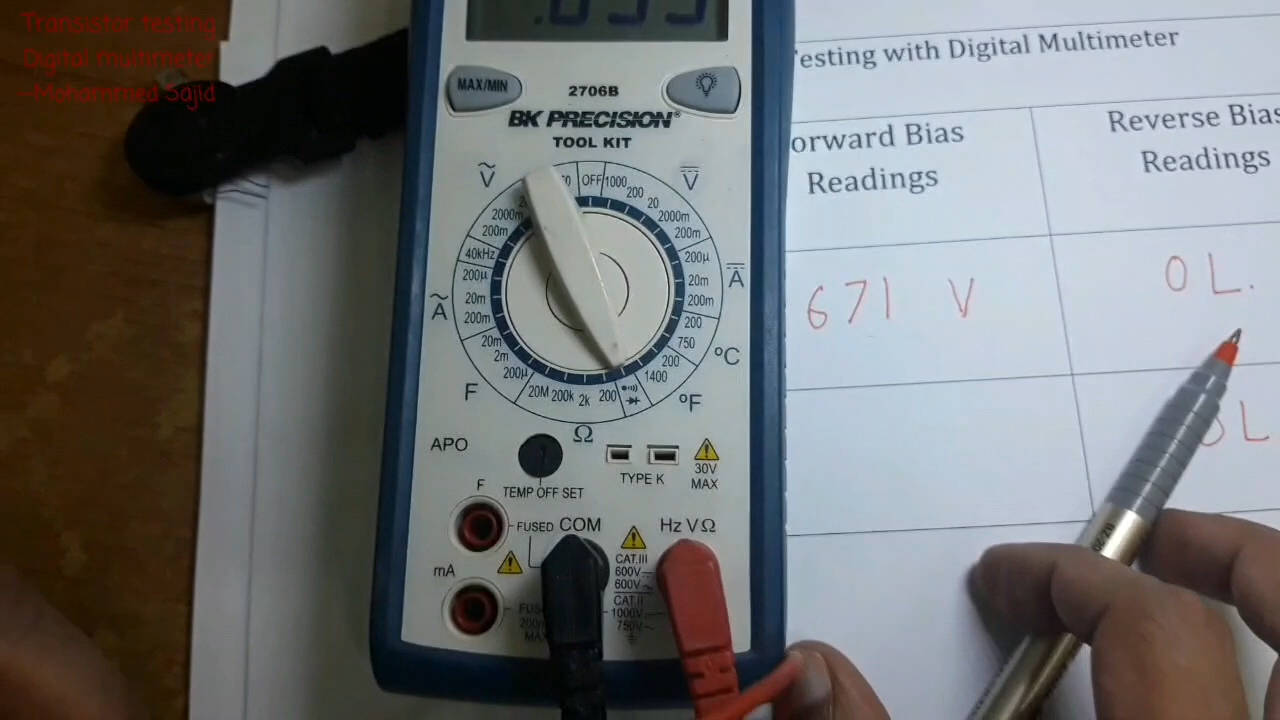 Transistor testing
Digital multimeter
-Mohammed Sajid
MAX/MIN
2706B
BK PRECISION®
TOOL KIT
OFF
1000
200
20
2000m
200m
200µ
20m
200m
200
750
200
1400
200
2k
200k
20M
200µ
2m
20m
200m
20m
200µ
40kHz
200m
2000m
V
V
A
A
°C
°F
F
Ω
APO
TEMP OFF SET
TYPE K
30V
MAX
F
FUSED
COM
Hz V Ω
mA
CAT.III
600V
600V
CAT.II
1000V
750V
esting with Digital Multimeter
orward Bias
Readings
Reverse Bias
Readings
671 V
OL.